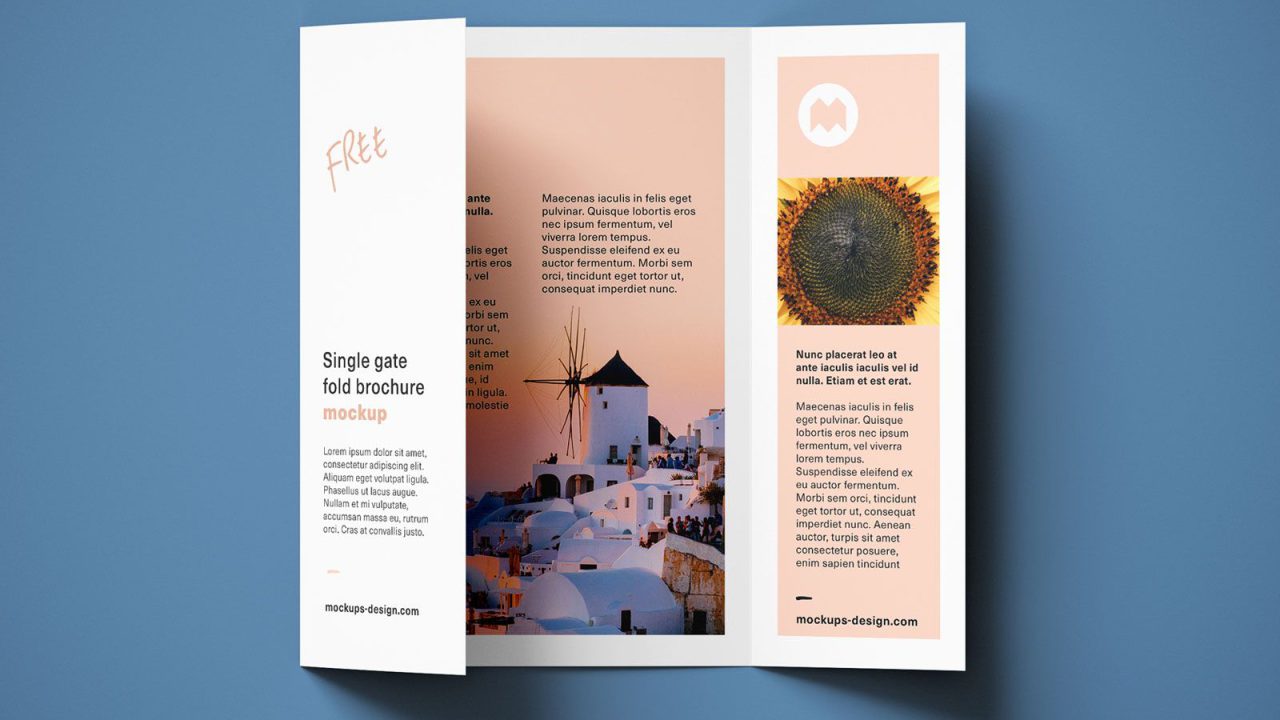 FREE
Single gate
fold brochure
mockup
Lorem ipsum dolor sit amet,
consectetur adipiscing elit.
Aliquam eget volutpat ligula.
Phasellus ut lacus augue.
Nullam et mi vulputate,
accumsan massa eu, rutrum
orci. Cras at convallis justo.
mockups-design.com
ante
nulla.
elis eget
ortis eros
, vel
ex eu
orbi sem
rtor ut,
nunc.
sit amet
enim
e, id
in ligula.
molestie
Maecenas iaculis in felis eget
pulvinar. Quisque lobortis eros
nec ipsum fermentum, vel
viverra lorem tempus.
Suspendisse eleifend ex eu
auctor fermentum. Morbi sem
orci, tincidunt eget tortor ut,
consequat imperdiet nunc.
M
Nunc placerat leo at
ante iaculis iaculis vel id
nulla. Etiam et est erat.
Maecenas iaculis in felis
eget pulvinar. Quisque
lobortis eros nec ipsum
fermentum, vel viverra
lorem tempus.
Suspendisse eleifend ex
eu auctor fermentum.
Morbi sem orci, tincidunt
eget tortor ut, consequat
imperdiet nunc. Aenean
auctor, turpis sit amet
consectetur posuere,
enim sapien tincidunt
mockups-design.com